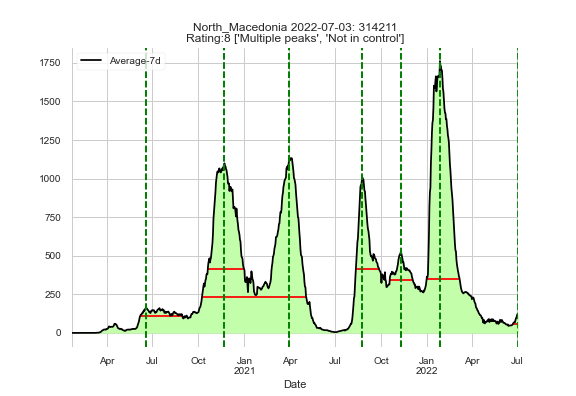 North_Macedonia 2022-07-03: 314211
Rating:8 ['Multiple peaks', 'Not in control']
Average-7d
1750
1500
1250
1000
750
500
250
0
Apr Jul Oct Jan Apr Jul Oct Jan Apr Jul
2021 2022
Date